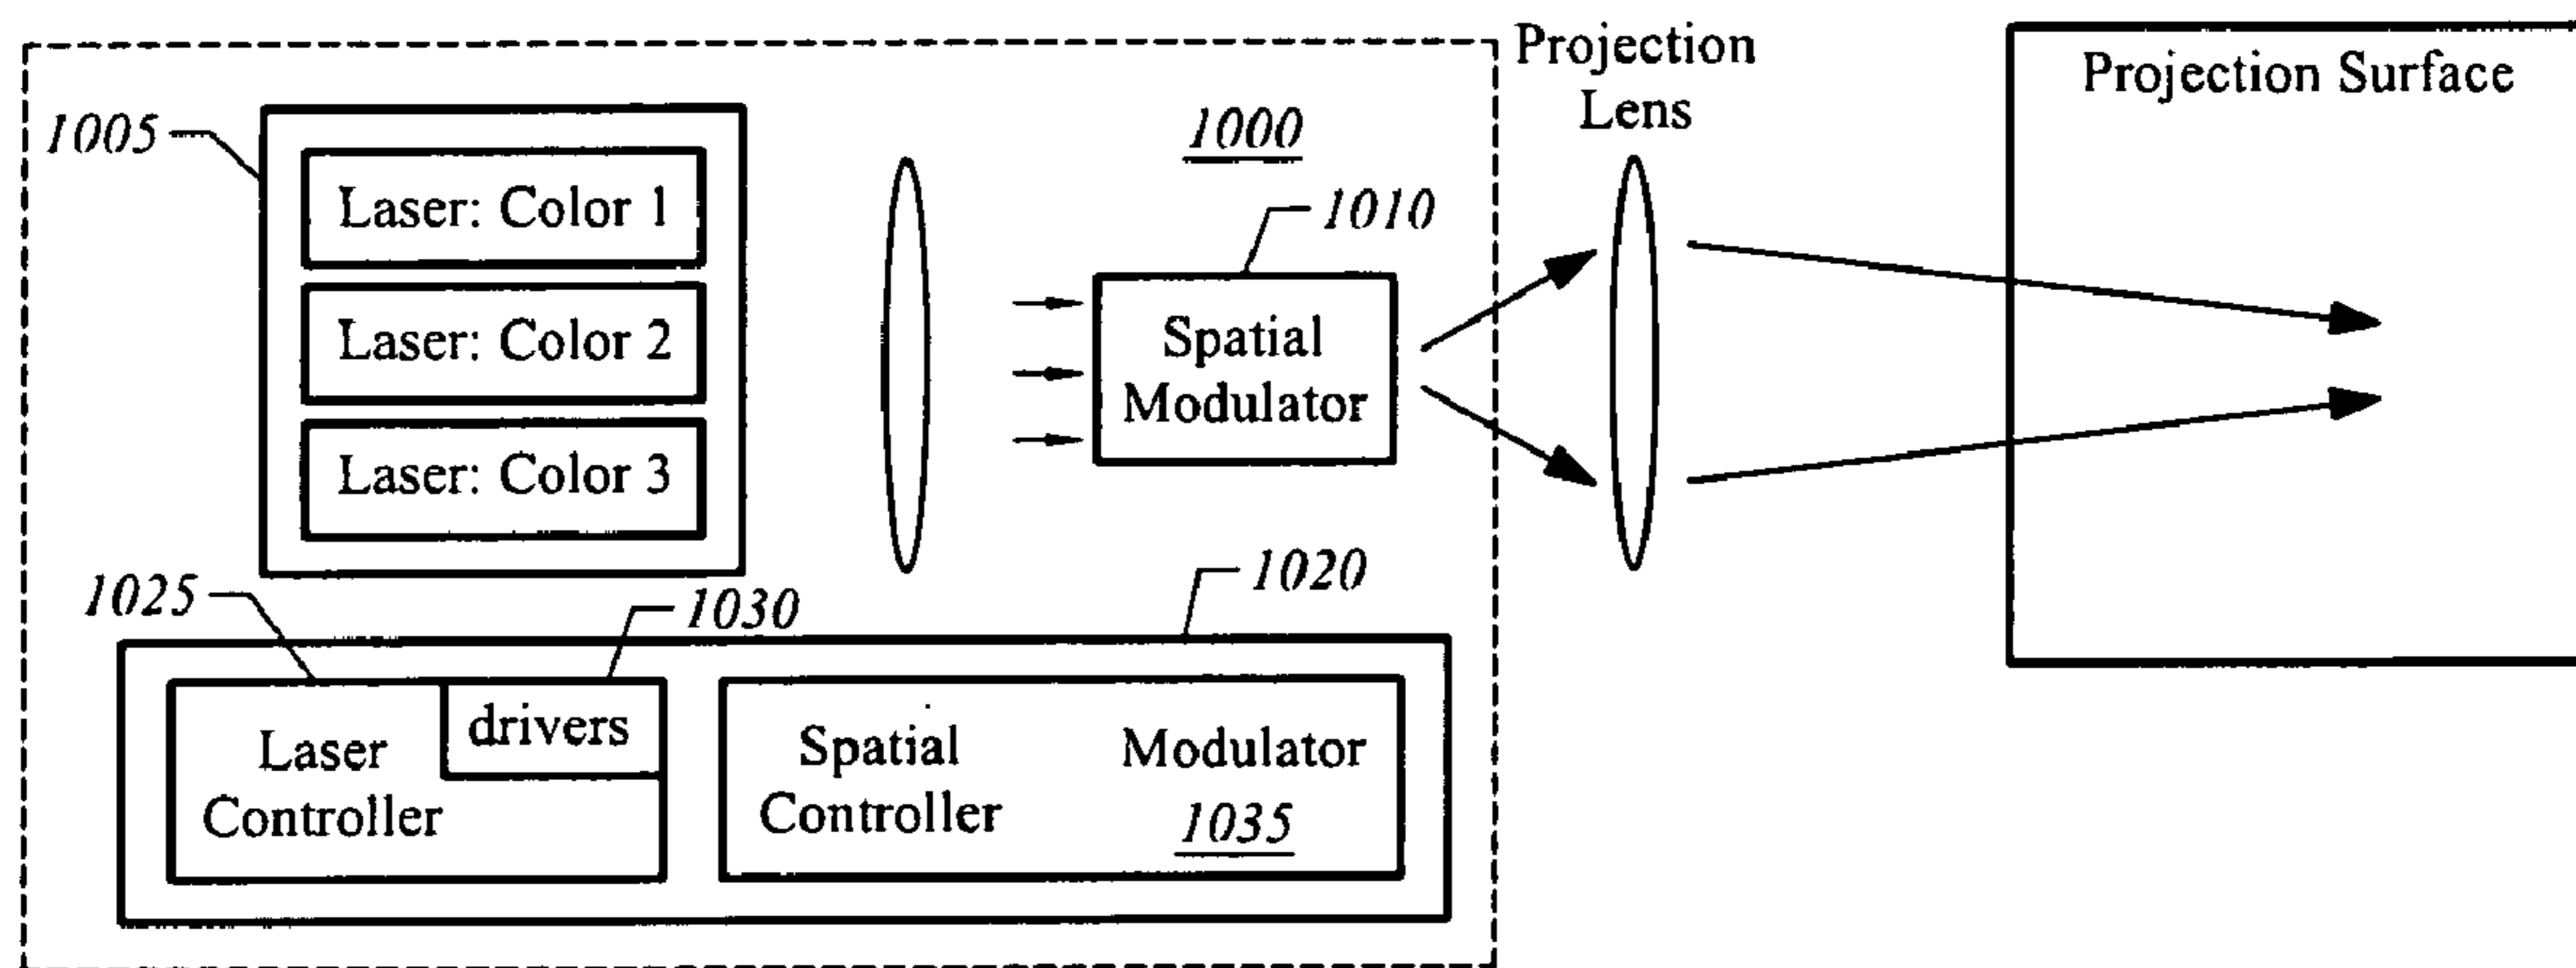 Projection
Lens
Projection Surface
1005
1000
Laser: Color 1
1010
Laser: Color 2
Spatial
Modulator
Laser: Color 3
1025
1030
1020
Laser
Controller
drivers
Spatial Modulator
Controller 1035